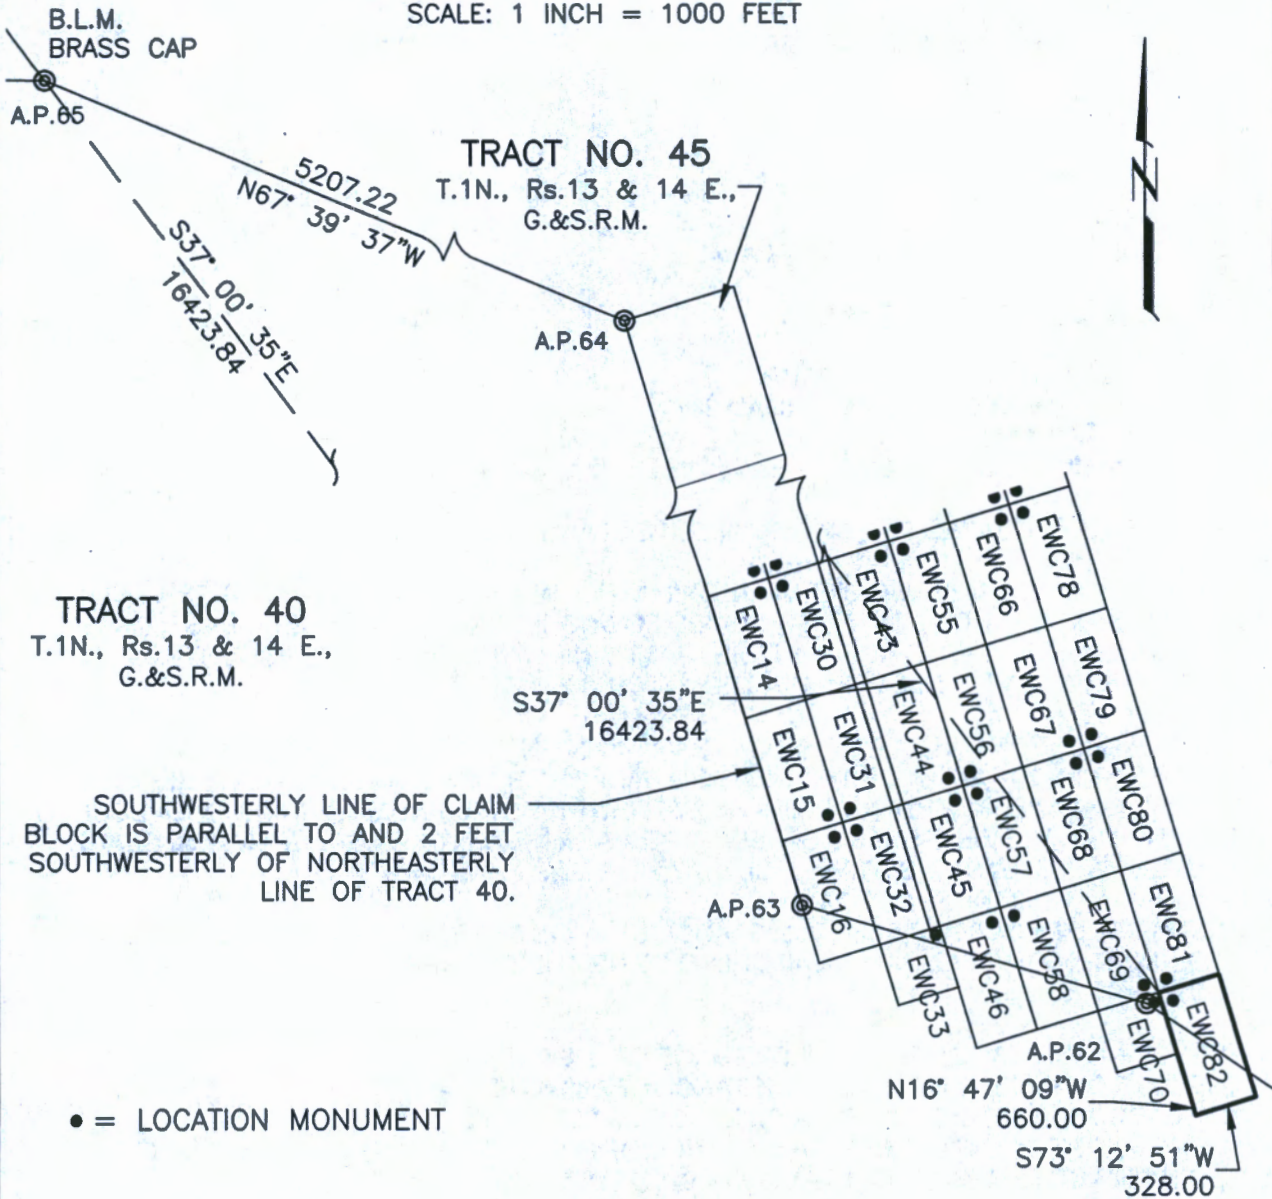 SCALE: 1 INCH = 1000 FEET
B.L.M.
BRASS CAP
A.P.65
5207.22
N67° 39' 37"W
TRACT NO. 45
T.1N., Rs.13 & 14 E.,
G.&S.R.M.
N
S37° 00' 35"E
16423.84
A.P.64
TRACT NO. 40
T.1N., Rs.13 & 14 E.,
G.&S.R.M.
EWC14
EWC30
EWC43
EWC55
EWC66
EWC78
S37° 00' 35"E
16423.84
EWC15
EWC31
EWC44
EWC56
EWC67
EWC79
SOUTHWESTERLY LINE OF CLAIM
BLOCK IS PARALLEL TO AND 2 FEET
SOUTHWESTERLY OF NORTHEASTERLY
LINE OF TRACT 40.
EWC16
EWC32
EWC45
EWC57
EWC68
EWC80
A.P.63
EWC33
EWC46
EWC58
EWC69
EWC81
A.P.62
EWC70
EWC82
N16° 47' 09"W
660.00
S73° 12' 51"W
328.00
• = LOCATION MONUMENT